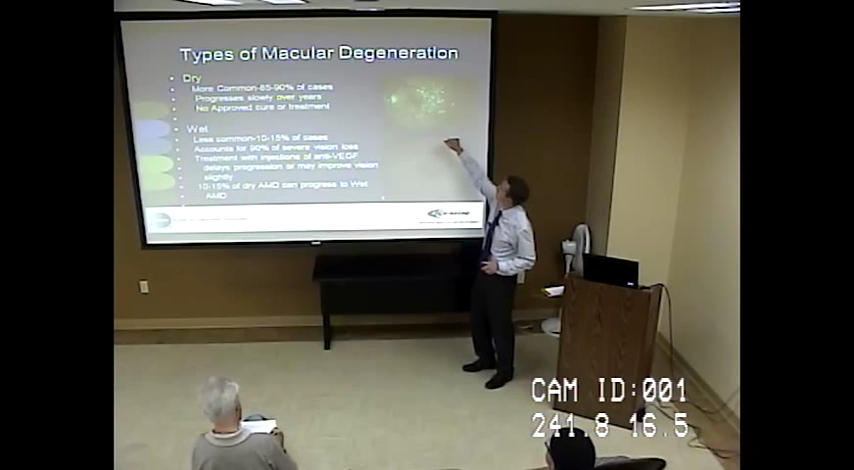 Types of Macular Degeneration
Dry
More Common-85-90% of cases
Progresses slowly over years
No Approved cure or treatment
Wet
Less common-10-15% of cases
Accounts for 90% of severe vision loss
Treatment with injections of anti-VEGF
delays progression or may improve vision
slightly
10-15% of dry AMD can progress to Wet
AMD
CAM ID:001
241.8 16.5